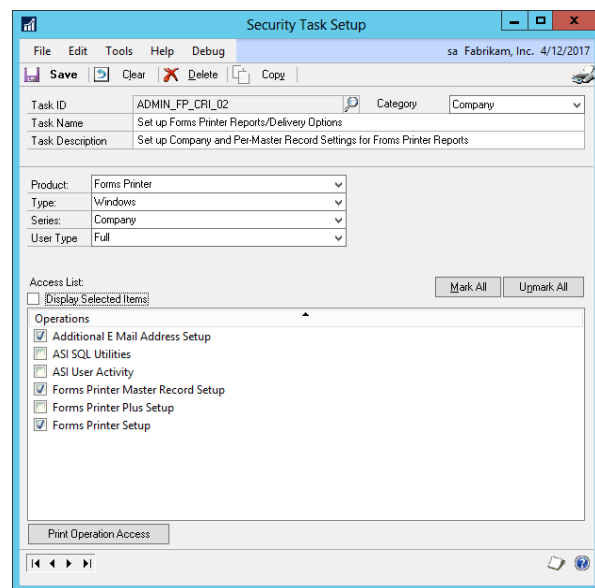 Security Task Setup
File Edit Tools Help Debug sa Fabrikam, Inc. 4/12/2017
Save Clear Delete Copy
Task ID ADMIN_FP_CRI_02 Category Company
Task Name Set up Forms Printer Reports/Delivery Options
Task Description Set up Company and Per-Master Record Settings for Froms Printer Reports
Product: Forms Printer
Type: Windows
Series: Company
User Type Full
Access List: Mark All Unmark All
Display Selected Items
Operations
Additional E Mail Address Setup
ASI SQL Utilities
ASI User Activity
Forms Printer Master Record Setup
Forms Printer Plus Setup
Forms Printer Setup
Print Operation Access